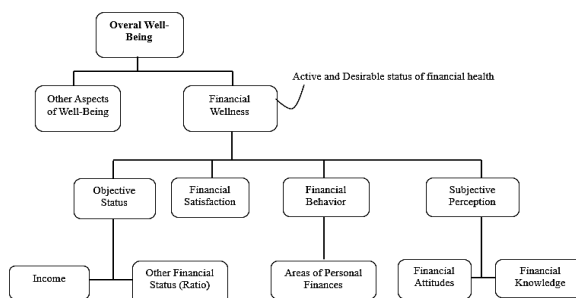 Overal Well-
Being
Active and Desirable status of financial health
Other Aspects
of Well-Being
Financial
Wellness
Objective
Status
Financial
Satisfaction
Financial
Behavior
Subjective
Perception
Income
Other Financial
Status (Ratio)
Areas of Personal
Finances
Financial
Attitudes
Financial
Knowledge